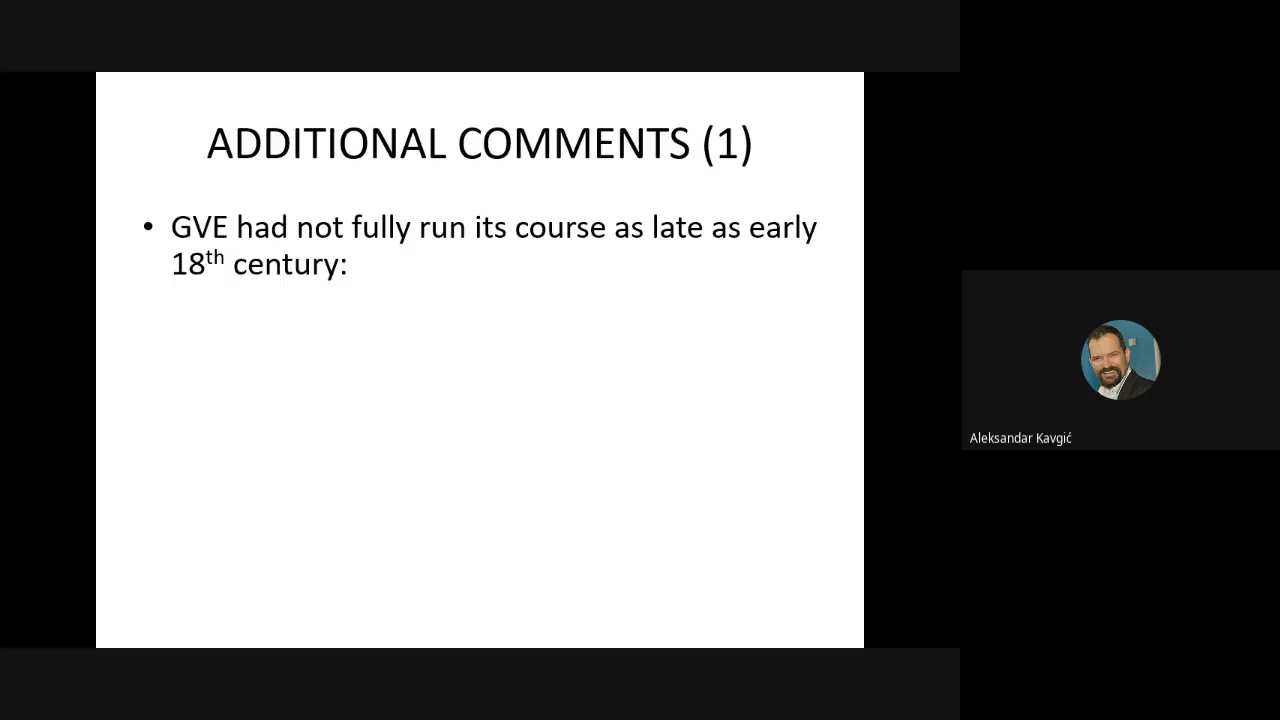 ADDITIONAL COMMENTS (1)
• GVE had not fully run its course as late as early
18th century:
Aleksandar Kavgić